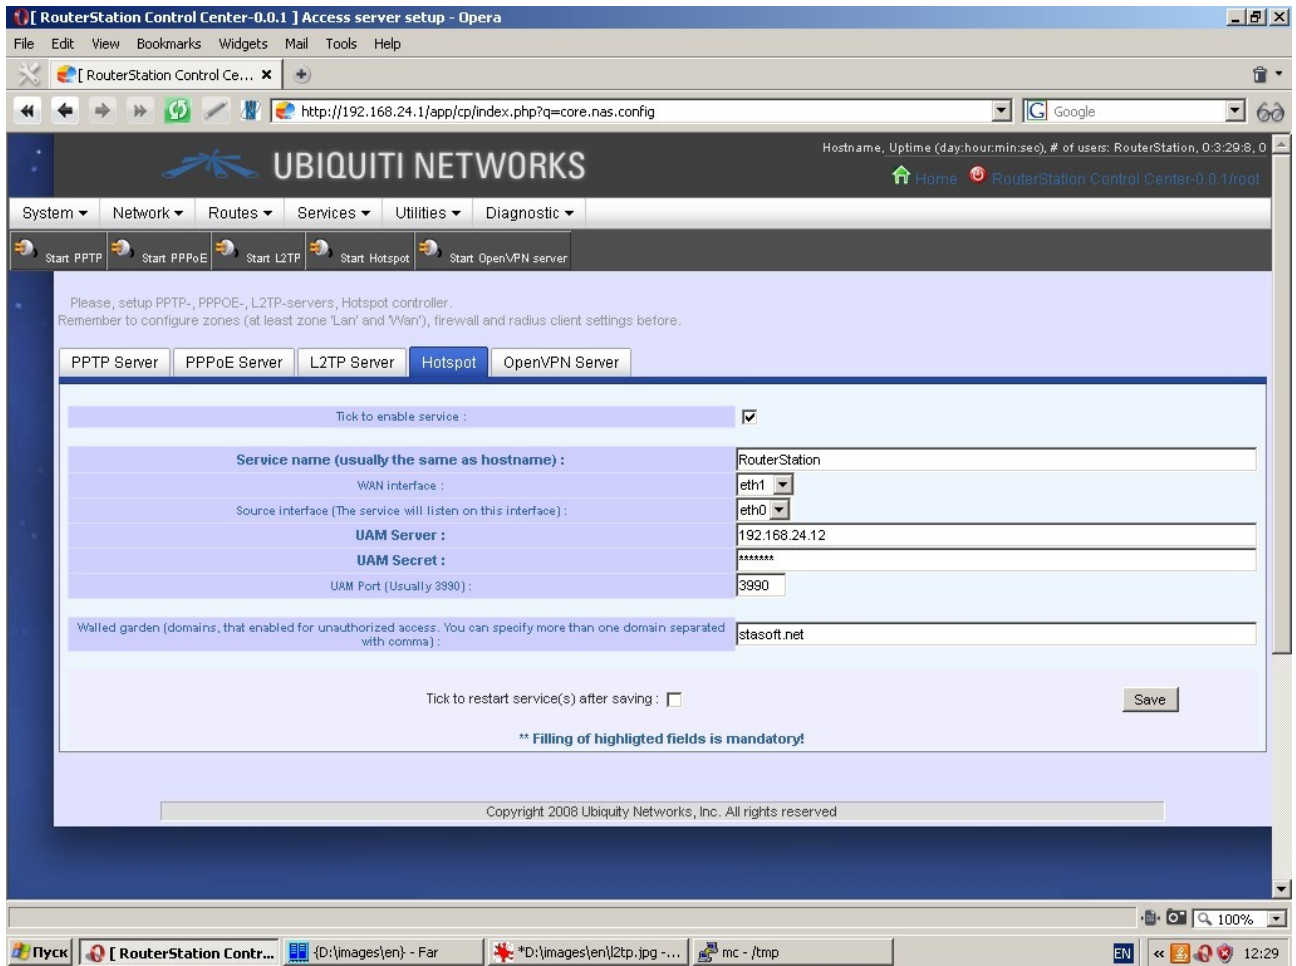 [ RouterStation Control Center-0.0.1 ] Access server setup - Opera
File Edit View Bookmarks Widgets Mail Tools Help
[ RouterStation Control Ce...
http://192.168.24.1/app/cp/index.php?q=core.nas.config
Google
Hostname, Uptime (day:hour:min:sec), # of users: RouterStation, 0:3:29:8, 0
UBIQUITI NETWORKS
Home RouterStation Control Center-0.0.1/root
System Network Routes Services Utilities Diagnostic
Start PPTP Start PPPoE Start L2TP Start Hotspot Start OpenVPN server
Please, setup PPTP-, PPPOE-, L2TP-servers, Hotspot controller.
Remember to configure zones (at least zone 'Lan' and 'Wan'), firewall and radius client settings before.
PPTP Server PPPoE Server L2TP Server Hotspot OpenVPN Server
Tick to enable service :
Service name (usually the same as hostname) : RouterStation
WAN interface : eth1
Source interface (The service will listen on this interface) : eth0
UAM Server : 192.168.24.12
UAM Secret : *******
UAM Port (Usually 3990) : 3990
Walled garden (domains, that enabled for unauthorized access. You can specify more than one domain separated
with comma) : stasoft.net
Tick to restart service(s) after saving : Save
** Filling of highligted fields is mandatory!
Copyright 2008 Ubiquity Networks, Inc. All rights reserved
100%
Пуск [ RouterStation Contr... {D:\images\en} - Far *D:\images\en\l2tp.jpg -... mc - /tmp EN « 12:29